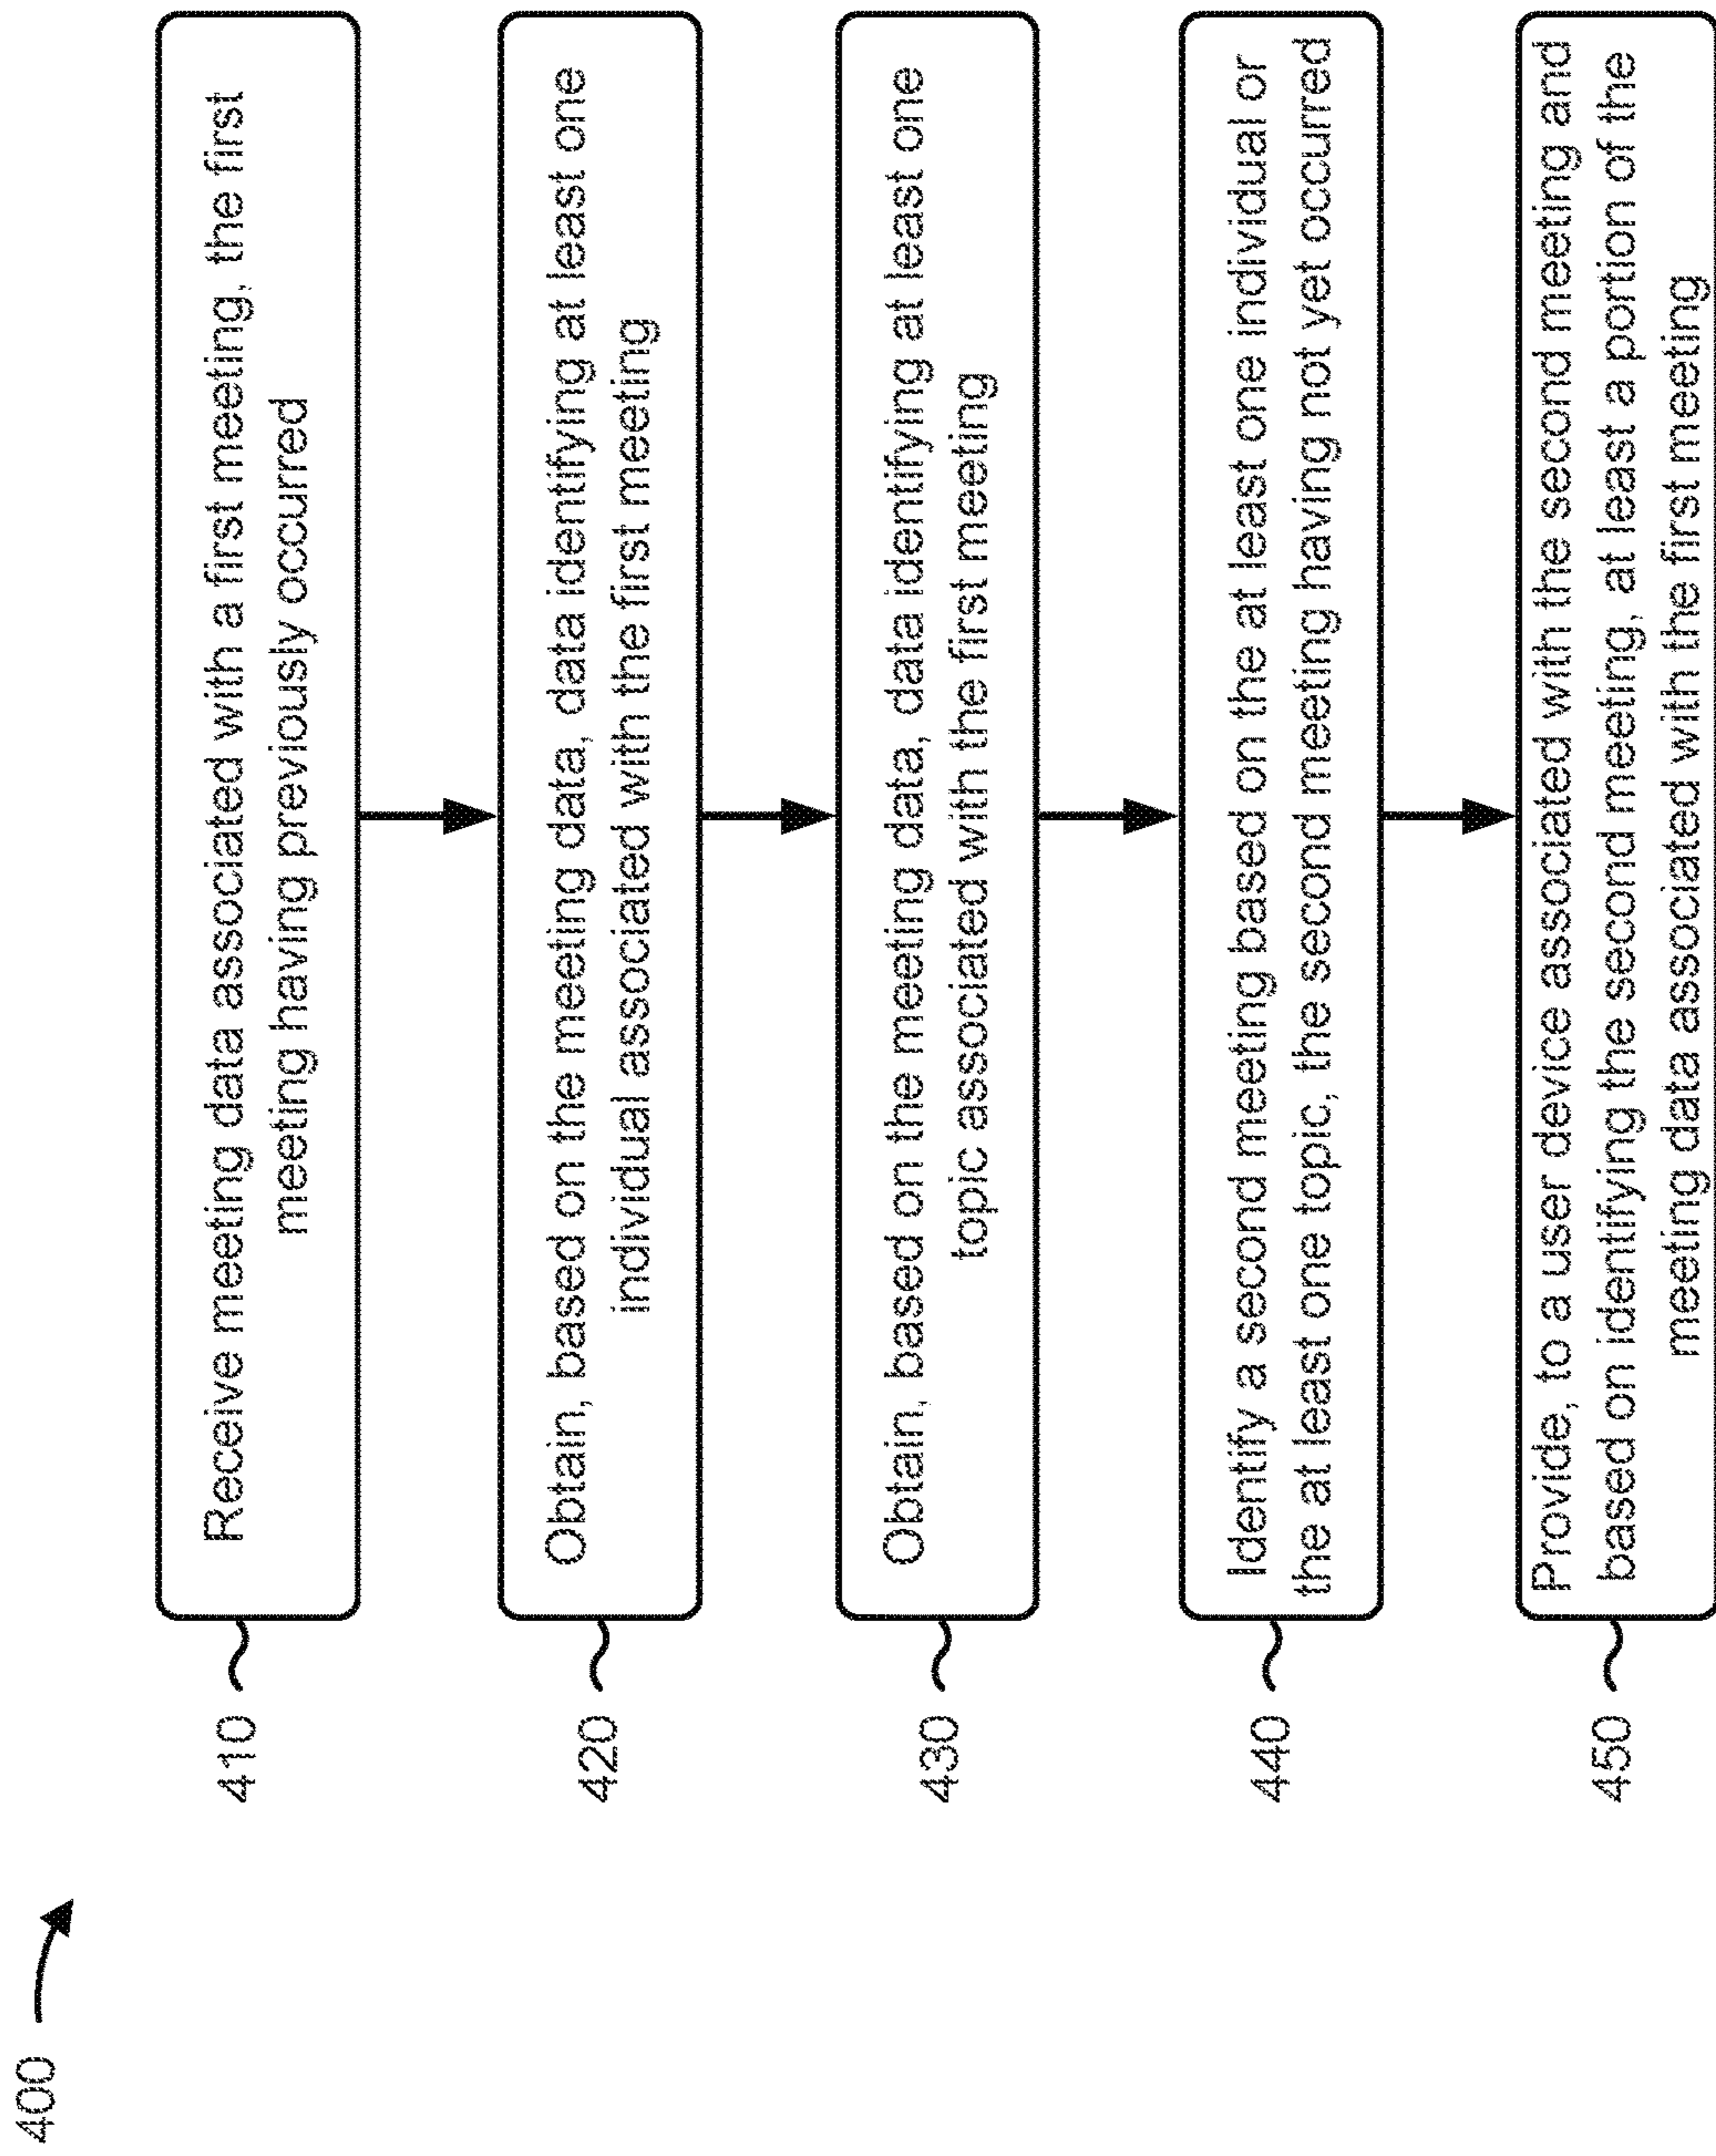 400
410
Receive meeting data associated with a first meeting, the first
meeting having previously occurred
420
Obtain, based on the meeting data, data identifying at least one
individual associated with the first meeting
430
Obtain, based on the meeting data, data identifying at least one
topic associated with the first meeting
440
Identify a second meeting based on the at least one individual or
the at least one topic, the second meeting having not yet occurred
450
Provide, to a user device associated with the second meeting and
based on identifying the second meeting, at least a portion of the
meeting data associated with the first meeting